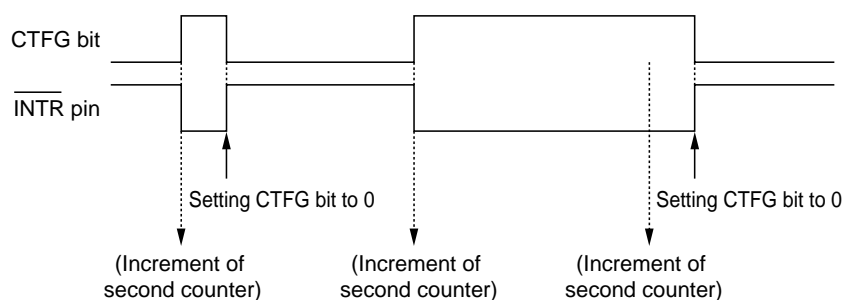 CTFG bit
INTR pin
Setting CTFG bit to 0
Setting CTFG bit to 0
(Increment of
second counter)
(Increment of
second counter)
(Increment of
second counter)